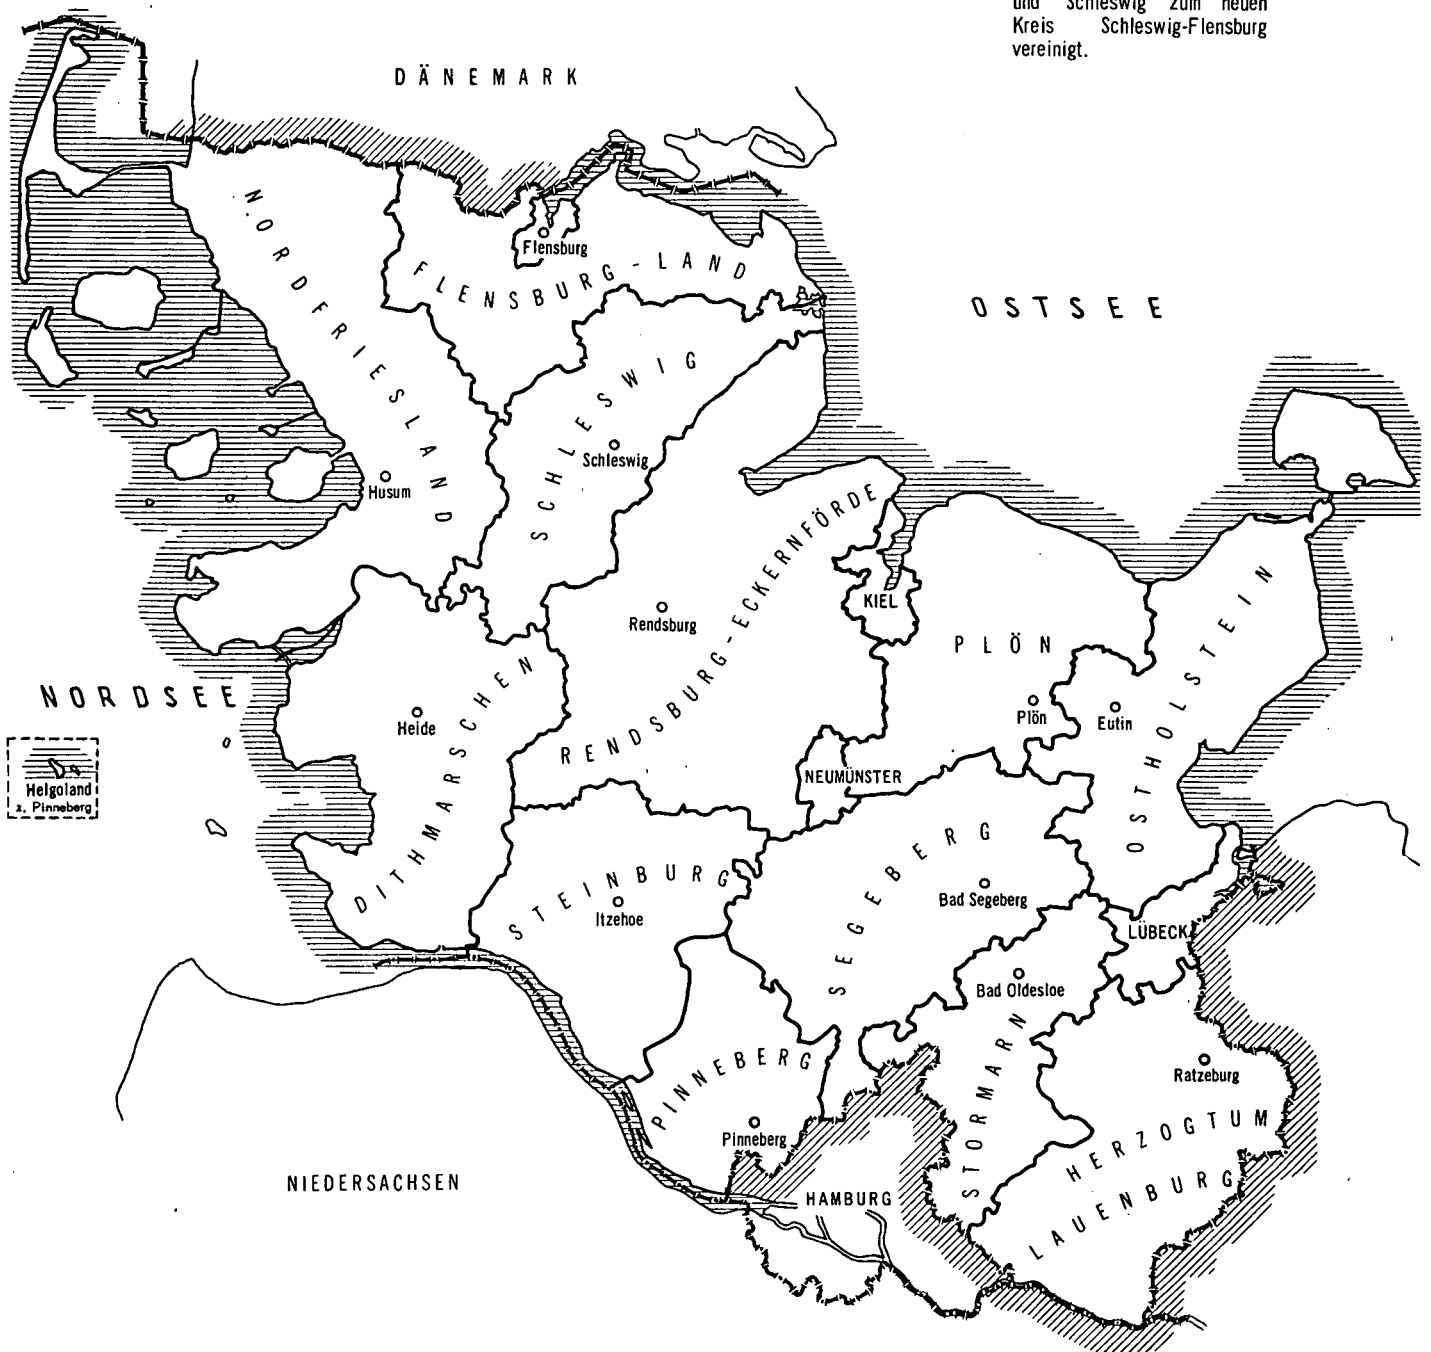 und Schleswig zum neuen
Kreis Schleswig-Flensburg
vereinigt.
DÄNEMARK
OSTSEE
NORDFRIESLAND
Flensburg
FLENSBURG-LAND
SCHLESWIG
Schleswig
Husum
RENDSBURG-ECKERNFÖRDE
Rendsburg
KIEL
PLÖN
Plön
Eutin
OSTHOLSTEIN
NORDSEE
Heide
DITHMARSCHEN
Helgoland
z. Pinneberg
NEUMÜNSTER
STEINBURG
Itzehoe
SEGEBERG
Bad Segeberg
LÜBECK
Bad Oldesloe
STORMARN
PINNEBERG
Pinneberg
Ratzeburg
HERZOGTUM
LAUENBURG
NIEDERSACHSEN
HAMBURG